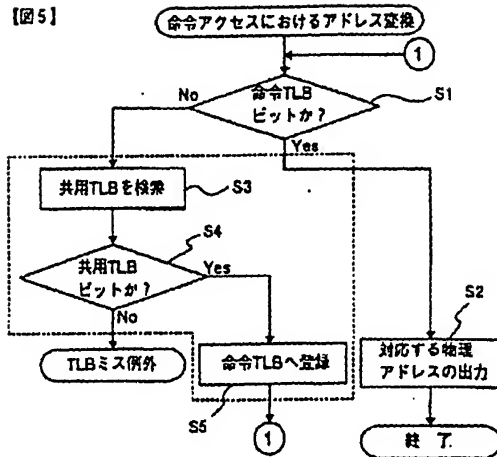 【図5】
命令アクセスにおけるアドレス変換
1
命令TLB
ヒットか?
S1
No
Yes
共用TLBを検索
S3
S4
共用TLB
ヒットか?
Yes
No
S2
TLBミス例外
命令TLBへ登録
対応する物理
アドレスの出力
S5
1
終 了